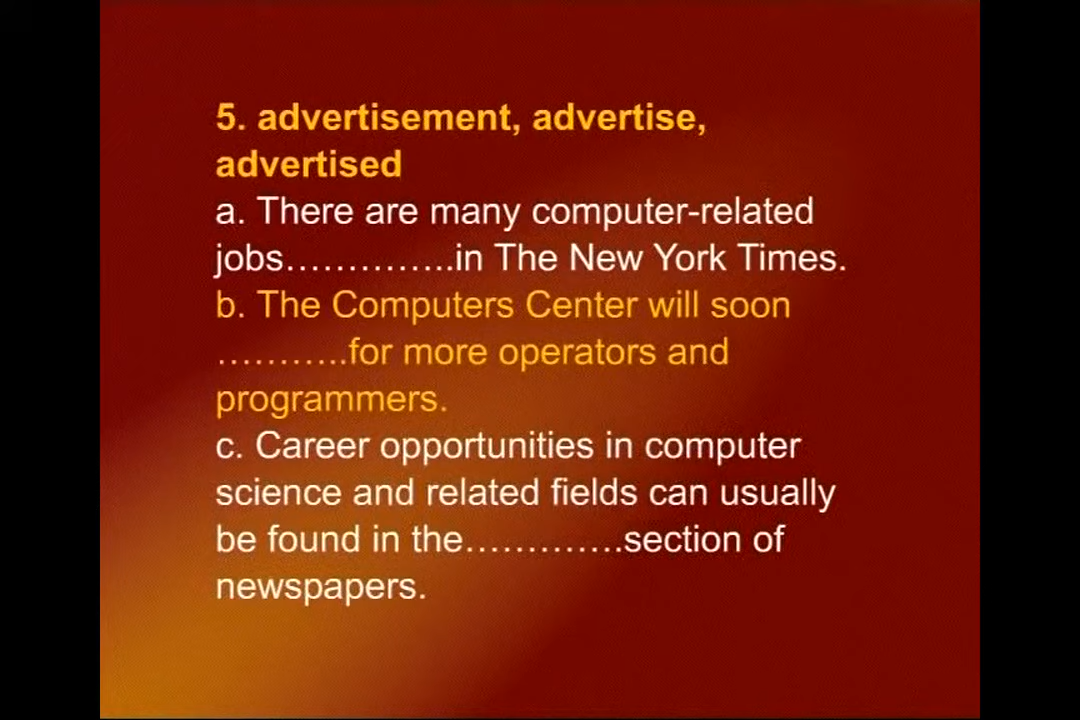 5. advertisement, advertise,
advertised
a. There are many computer-related
jobs…………..in The New York Times.
b. The Computers Center will soon
………..for more operators and
programmers.
c. Career opportunities in computer
science and related fields can usually
be found in the………….section of
newspapers.